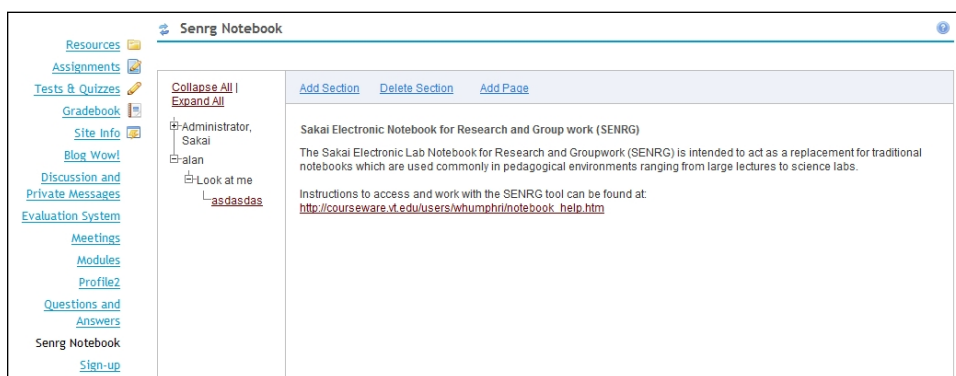 Senrg Notebook
Resources
Assignments
Tests & Quizzes
Gradebook
Site Info
Blog Wow!
Discussion and
Private Messages
Evaluation System
Meetings
Modules
Profile2
Questions and
Answers
Senrg Notebook
Sign-up
Collapse All |
Expand All
Administrator,
Sakai
alan
Look at me
asdasdas
Add Section Delete Section Add Page
Sakai Electronic Notebook for Research and Group work (SENRG)
The Sakai Electronic Lab Notebook for Research and Groupwork (SENRG) is intended to act as a replacement for traditional
notebooks which are used commonly in pedagogical environments ranging from large lectures to science labs.
Instructions to access and work with the SENRG tool can be found at:
http://courseware.vt.edu/users/whumphri/notebook_help.htm